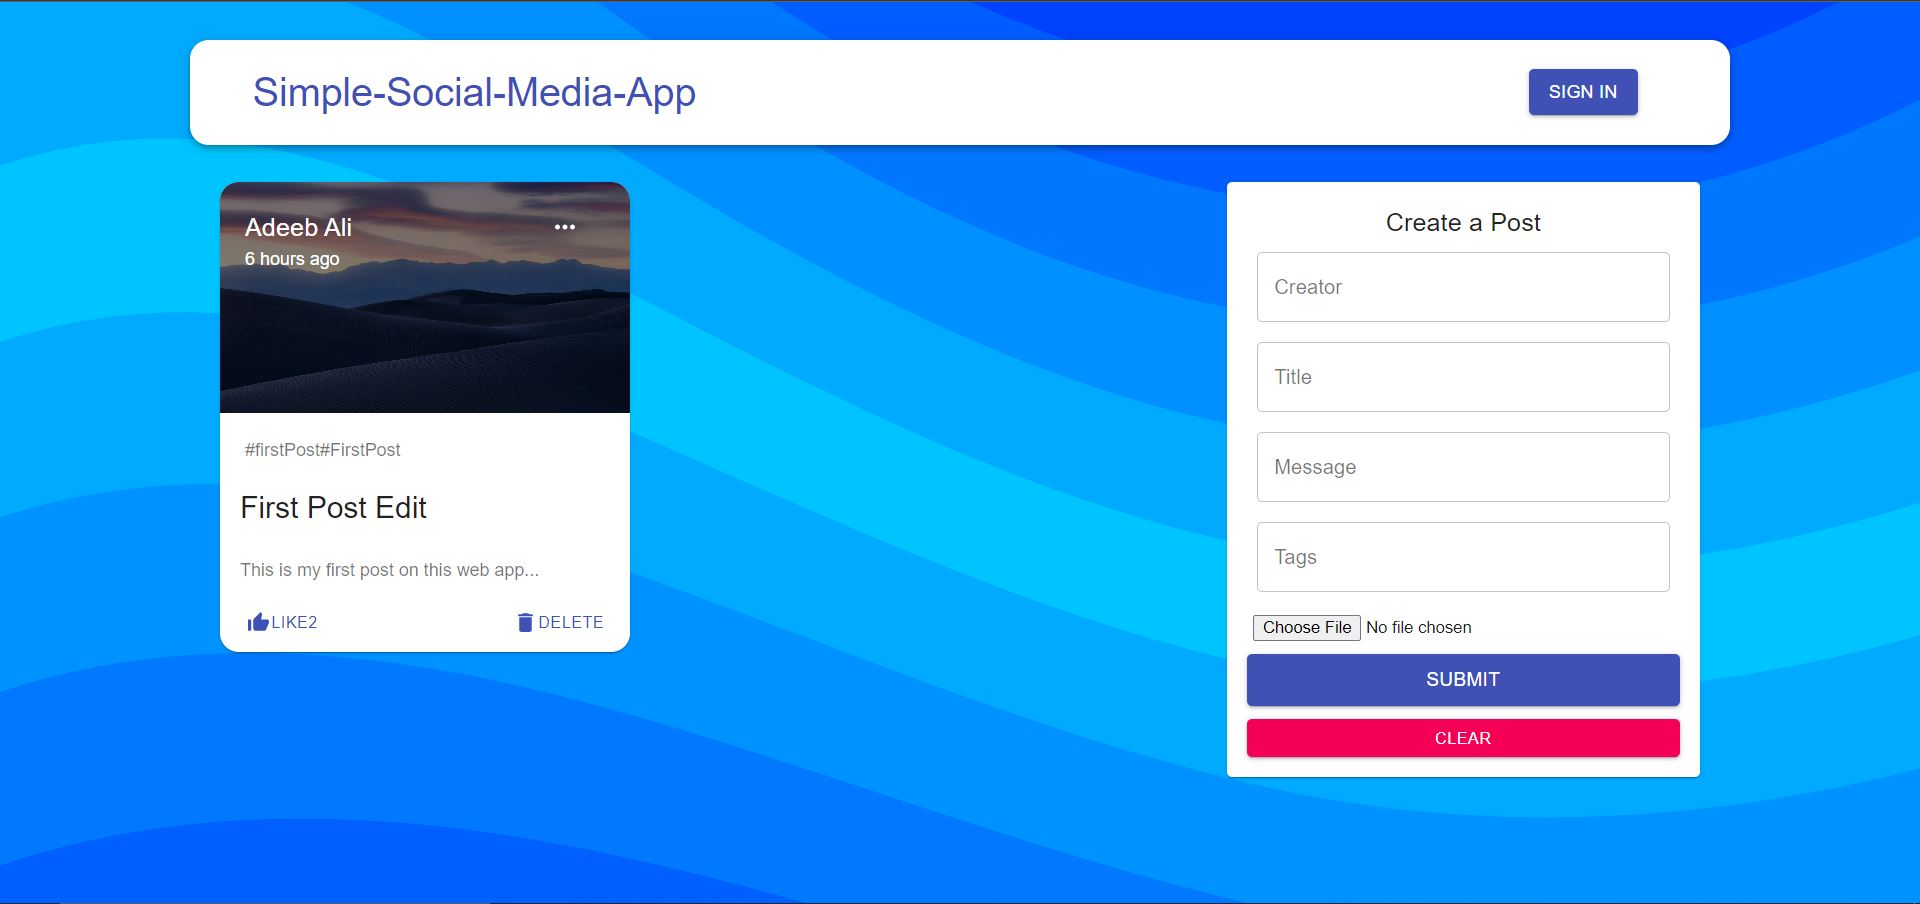 Simple-Social-Media-App
SIGN IN
Adeeb Ali
6 hours ago
#firstPost#FirstPost
First Post Edit
This is my first post on this web app...
LIKE2
DELETE
Create a Post
Creator
Title
Message
Tags
Choose File No file chosen
SUBMIT
CLEAR